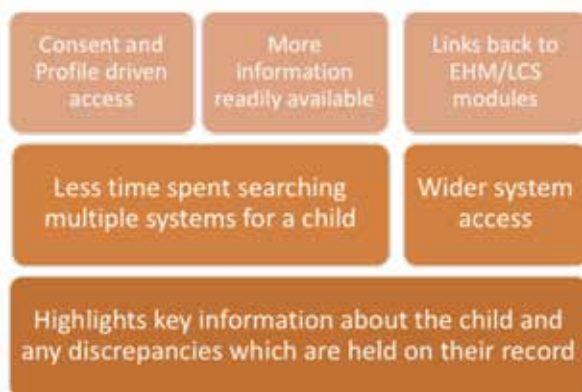 Consent and
Profile driven
access
More
information
readily available
Links back to
EHM/LCS
modules
Less time spent searching
multiple systems for a child
Wider system
access
Highlights key information about the child and
any discrepancies which are held on their record